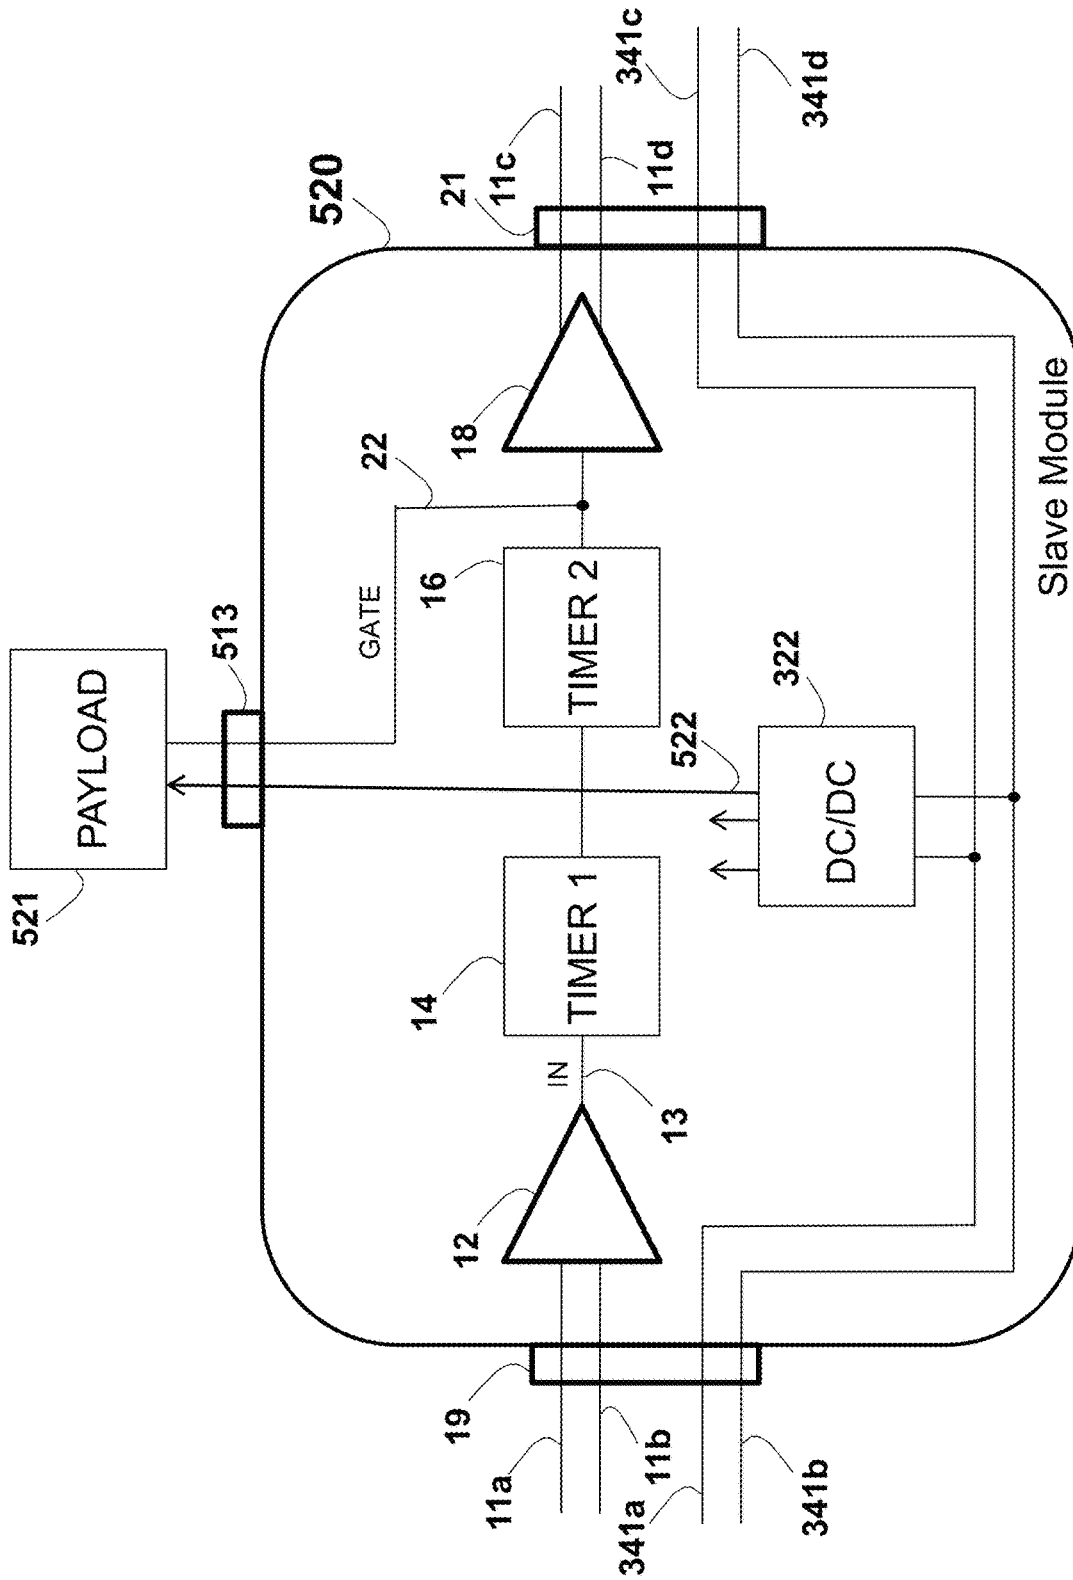 521
PAYLOAD
513
520
GATE
22
21
11c
341c
11d
341d
12
IN
13
14
TIMER 1
16
TIMER 2
18
19
11a
11b
341a
341b
522
322
DC/DC
Slave Module